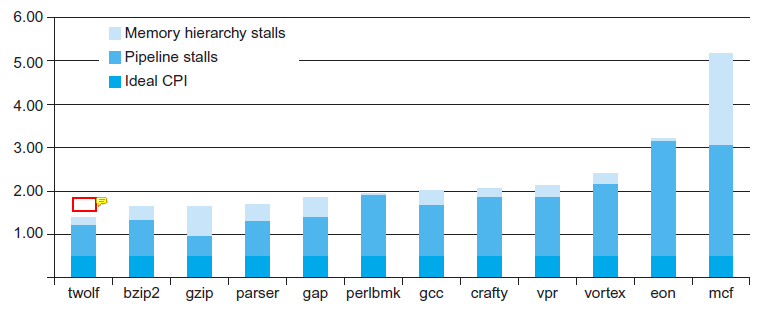 6.00
5.00
4.00
3.00
2.00
1.00
Memory hierarchy stalls
Pipeline stalls
Ideal CPI
twolf bzip2 gzip parser gap perlbmk gcc crafty vpr vortex eon mcf